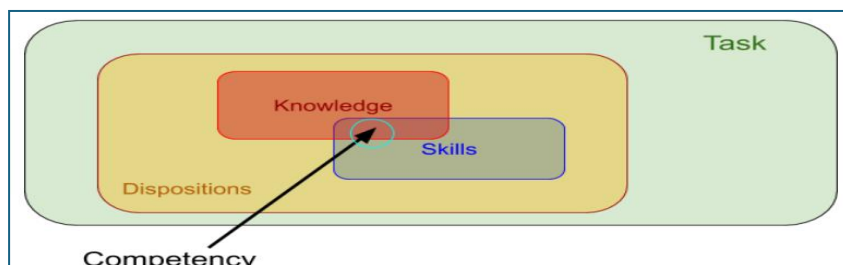 Task
Knowledge
Skills
Dispositions
Competency